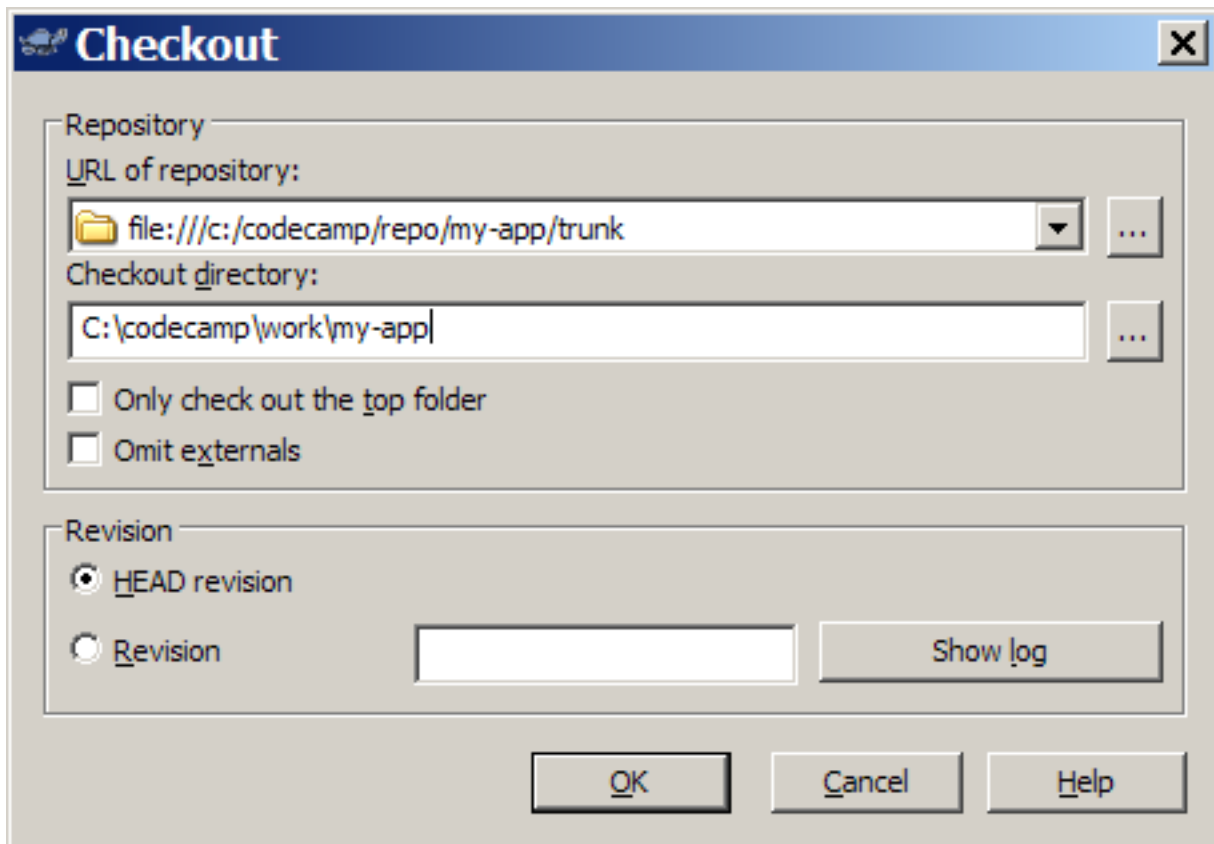 Checkout
Repository
URL of repository:
file:///c:/codecamp/repo/my-app/trunk
...
Checkout directory:
C:\codecamp\work\my-app
...
Only check out the top folder
Omit externals
Revision
HEAD revision
Revision
Show log
OK Cancel Help